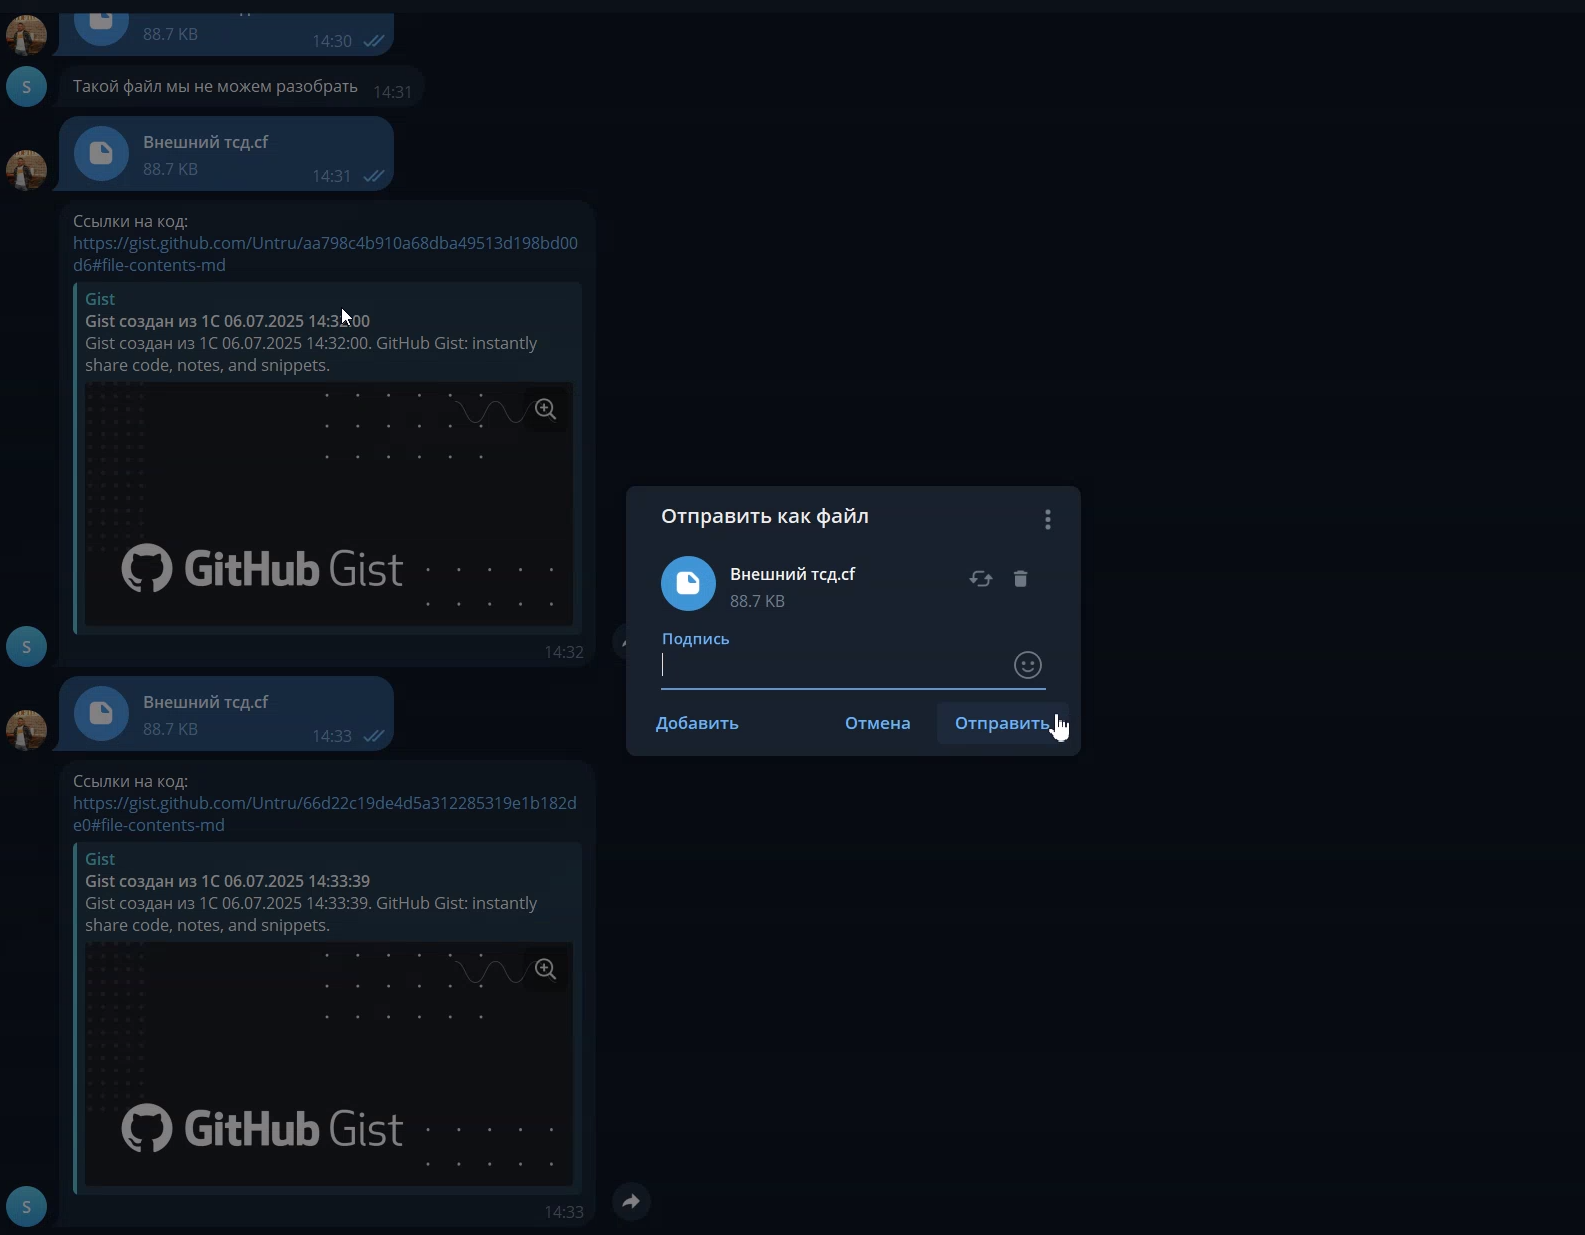 88.7 KB
14:30
S
Такой файл мы не можем разобрать 14:31
Внешний тсд.cf
88.7 KB
14:31
Ссылки на код:
https://gist.github.com/Untru/aa798c4b910a68dba49513d198bd00
d6#file-contents-md
Gist
Gist создан из 1С 06.07.2025 14:32:00
Gist создан из 1С 06.07.2025 14:32:00. GitHub Gist: instantly
share code, notes, and snippets.
GitHub Gist
S
14:32
Внешний тсд.cf
88.7 KB
14:33
Ссылки на код:
https://gist.github.com/Untru/66d22c19de4d5a312285319e1b182d
e0#file-contents-md
Gist
Gist создан из 1С 06.07.2025 14:33:39
Gist создан из 1С 06.07.2025 14:33:39. GitHub Gist: instantly
share code, notes, and snippets.
GitHub Gist
S
14:33
Отправить как файл
Внешний тсд.cf
88.7 KB
Подпись
Добавить
Отмена
Отправить